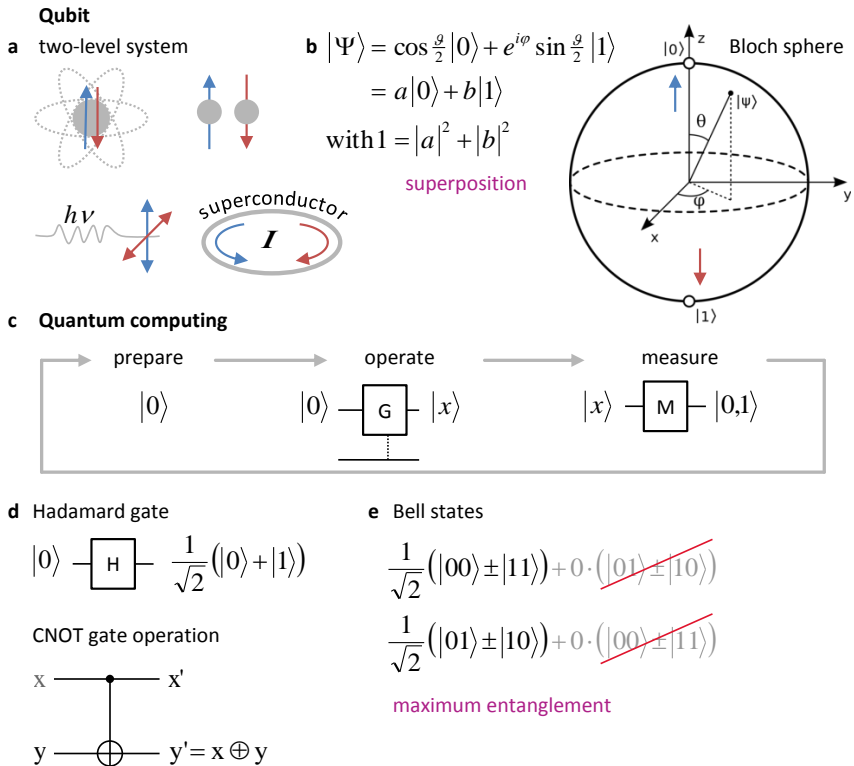 Qubit
a two-level system
hν
superconductor
I
b |Ψ⟩ = cos ϑ/2 |0⟩ + e^{iφ} sin ϑ/2 |1⟩
= a|0⟩ + b|1⟩
with 1 = |a|² + |b|²
superposition
Bloch sphere
|0⟩
z
|ψ⟩
θ
φ
y
x
|1⟩
c Quantum computing
prepare operate measure
|0⟩ |0⟩ G |x⟩ |x⟩ M |0,1⟩
d Hadamard gate
|0⟩ H 1/√2 (|0⟩ + |1⟩)
CNOT gate operation
x x'
y y' = x ⊕ y
e Bell states
1/√2 (|00⟩ ± |11⟩) + 0 · (|01⟩ ± |10⟩)
1/√2 (|01⟩ ± |10⟩) + 0 · (|00⟩ ± |11⟩)
maximum entanglement